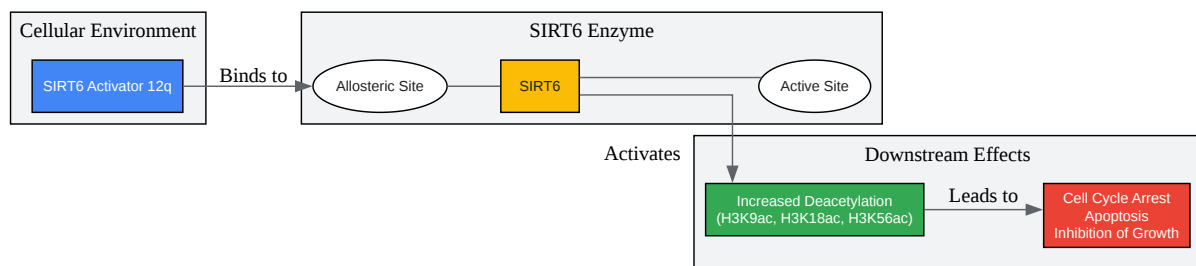 Cellular Environment
SIRT6 Activator 12q
Binds to
SIRT6 Enzyme
Allosteric Site
SIRT6
Active Site
Activates
Downstream Effects
Increased Deacetylation
(H3K9ac, H3K18ac, H3K56ac)
Leads to
Cell Cycle Arrest
Apoptosis
Inhibition of Growth